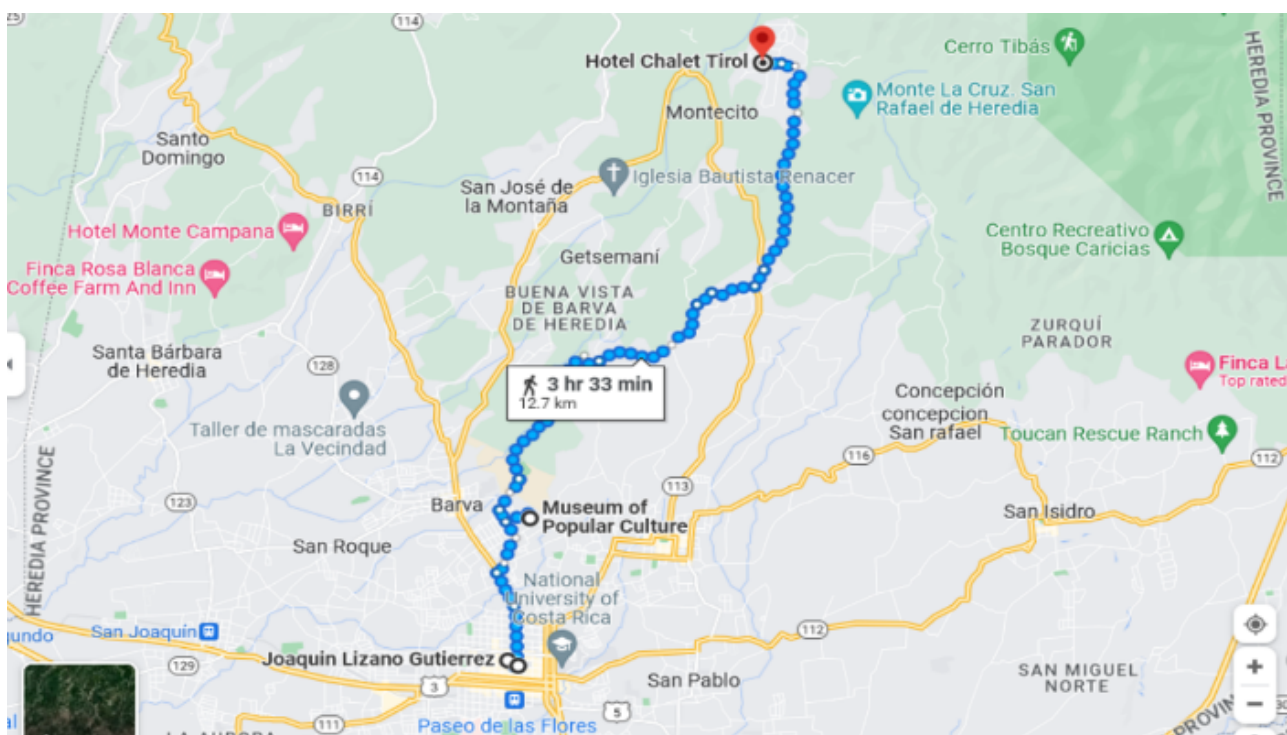 114
Hotel Chalet Tirol
Cerro Tibás
HEREDIA PROVINCE
Monte La Cruz. San
Rafael de Heredia
Montecito
Santo
Domingo
114
Iglesia Bautista Renacer
San José de
la Montaña
BIRRÍ
Hotel Monte Campana
Centro Recreativo
Bosque Caricias
Getsemaní
Finca Rosa Blanca
Coffee Farm And Inn
BUENA VISTA
DE BARVA
DE HEREDIA
ZURQUÍ
PARADOR
Santa Bárbara
de Heredia
128
Finca
Top rated
3 hr 33 min
12.7 km
Concepción
concepcion
San rafael
Taller de mascaradas
La Vecindad
Toucan Rescue Ranch
116
112
HEREDIA PROVINCE
113
123
Barva
Museum of
Popular Culture
San Isidro
San Roque
National
University of
Costa Rica
San Joaquín
112
Joaquin Lizano Gutierrez
129
3
San Pablo
SAN MIGUEL
NORTE
5
111
Paseo de las Flores